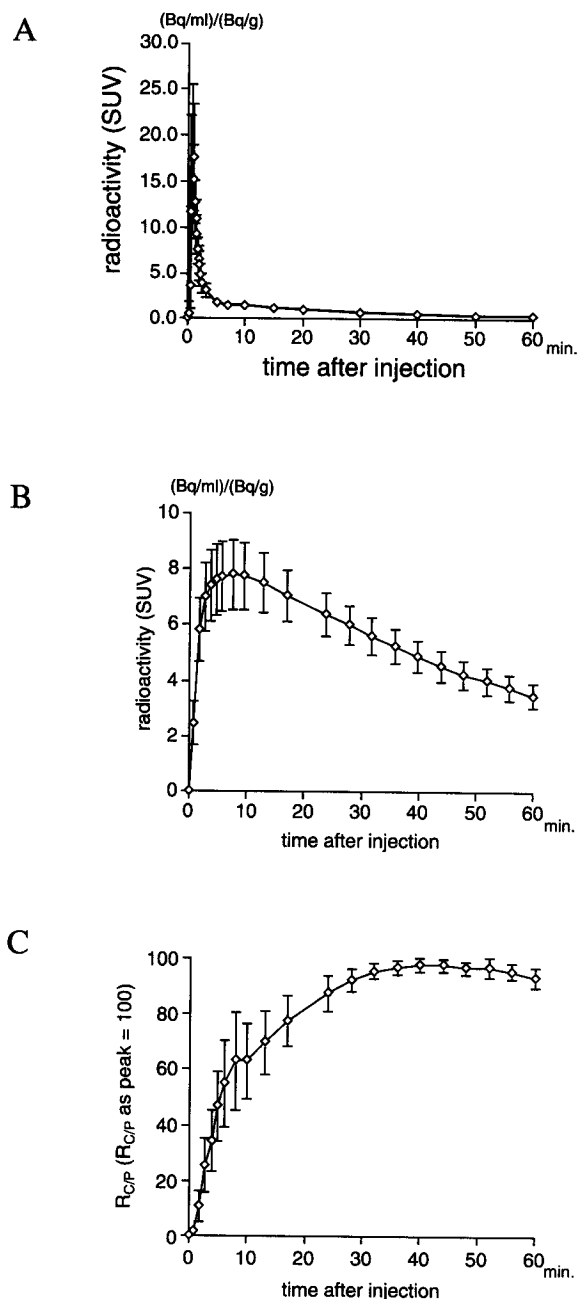 A
(Bq/ml)/(Bq/g)
30.0
25.0
20.0
15.0
10.0
5.0
0.0
radioactivity (SUV)
0 10 20 30 40 50 60 min.
time after injection
B
(Bq/ml)/(Bq/g)
10
8
6
4
2
0
radioactivity (SUV)
0 10 20 30 40 50 60 min.
time after injection
C
100
80
60
40
20
0
RC/P (RC/P as peak = 100)
0 10 20 30 40 50 60 min.
time after injection